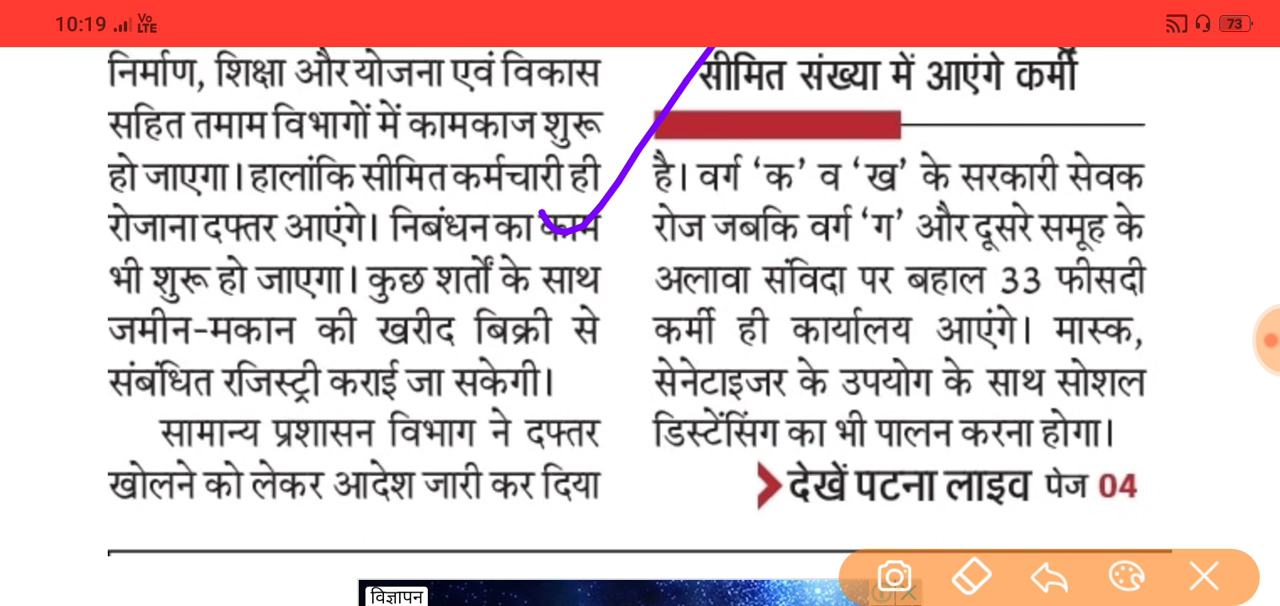 10:19 Vo LTE 73
निर्माण, शिक्षा और योजना एवं विकास
सहित तमाम विभागों में कामकाज शुरू
हो जाएगा। हालांकि सीमित कर्मचारी ही
रोजाना दफ्तर आएंगे। निबंधन का काम
भी शुरू हो जाएगा। कुछ शर्तों के साथ
जमीन-मकान की खरीद बिक्री से
संबंधित रजिस्ट्री कराई जा सकेगी।
सामान्य प्रशासन विभाग ने दफ्तर
खोलने को लेकर आदेश जारी कर दिया
सीमित संख्या में आएंगे कर्मी
है। वर्ग ‘क’ व ‘ख’ के सरकारी सेवक
रोज जबकि वर्ग ‘ग’ और दूसरे समूह के
अलावा संविदा पर बहाल 33 फीसदी
कर्मी ही कार्यालय आएंगे। मास्क,
सेनेटाइजर के उपयोग के साथ सोशल
डिस्टेंसिंग का भी पालन करना होगा।
देखें पटना लाइव पेज 04
विज्ञापन